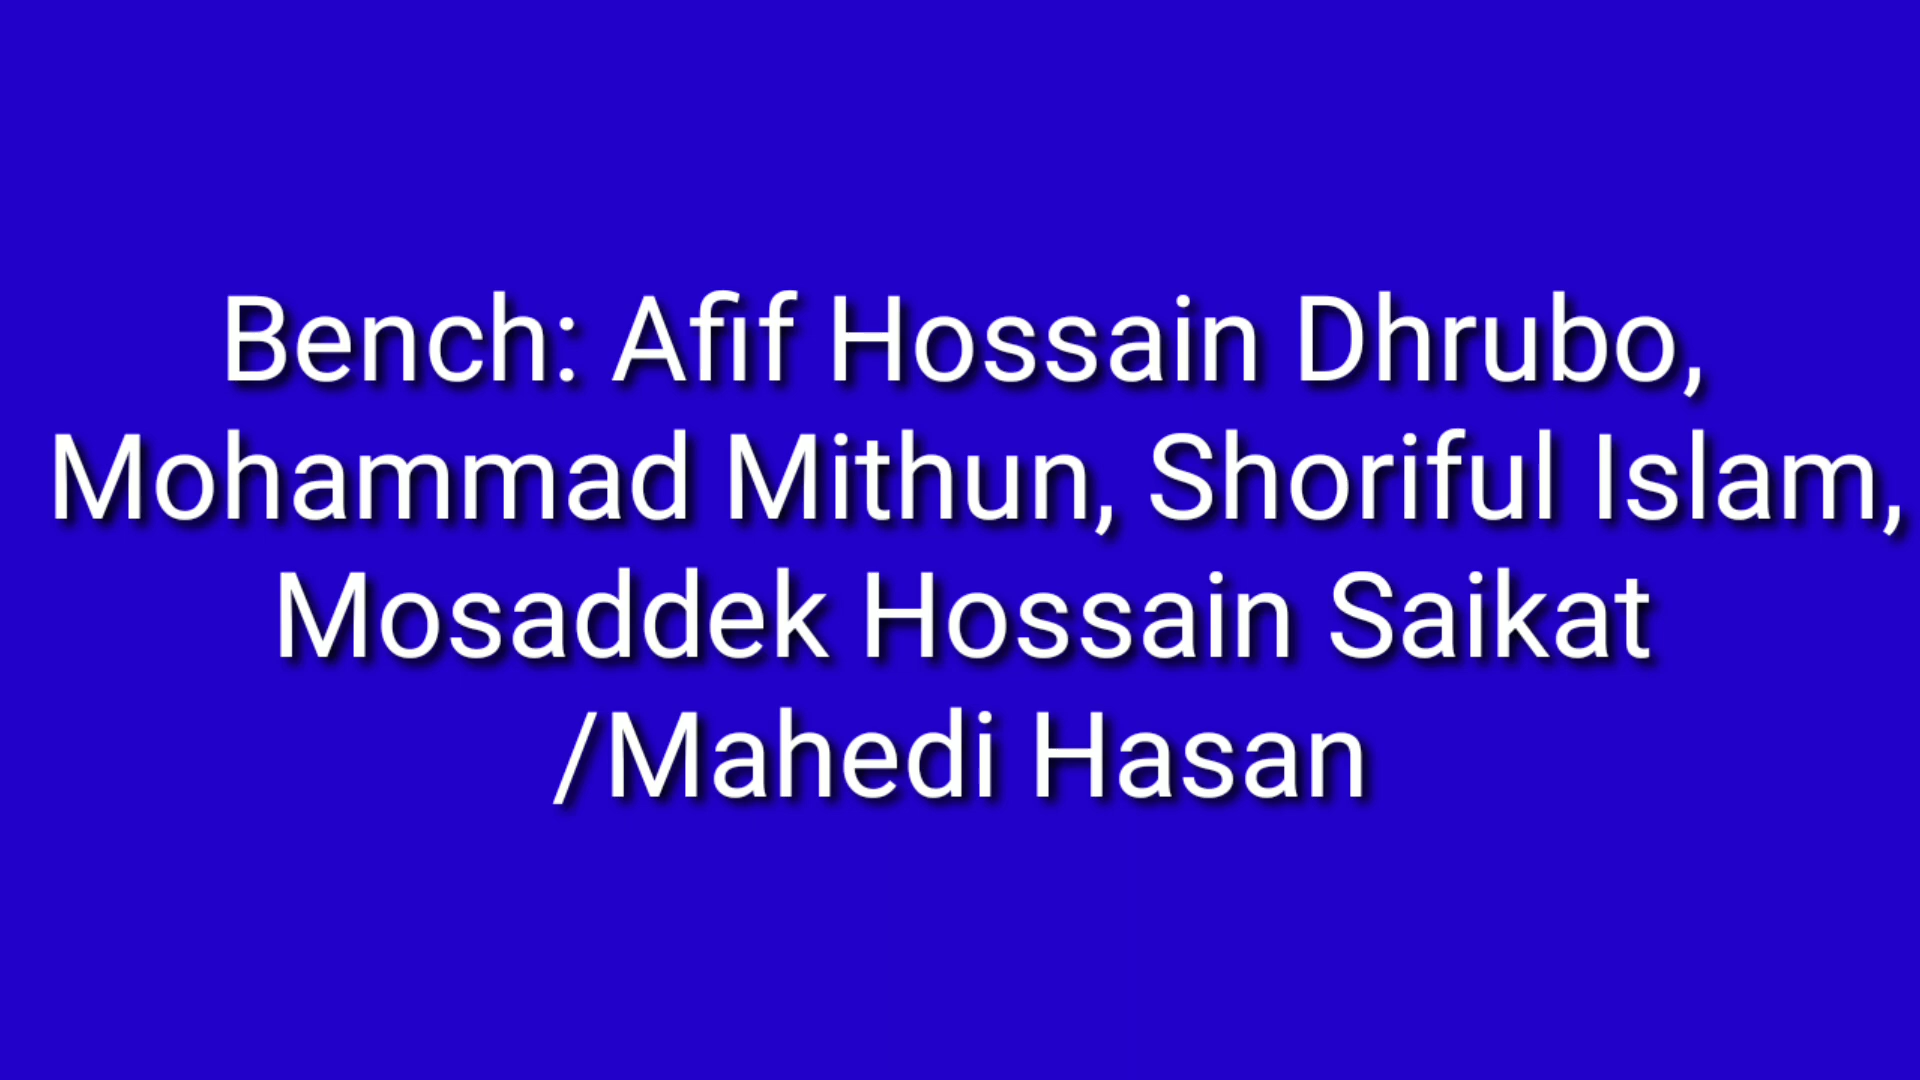 Bench: Afif Hossain Dhrubo,
Mohammad Mithun, Shoriful Islam,
Mosaddek Hossain Saikat
/Mahedi Hasan